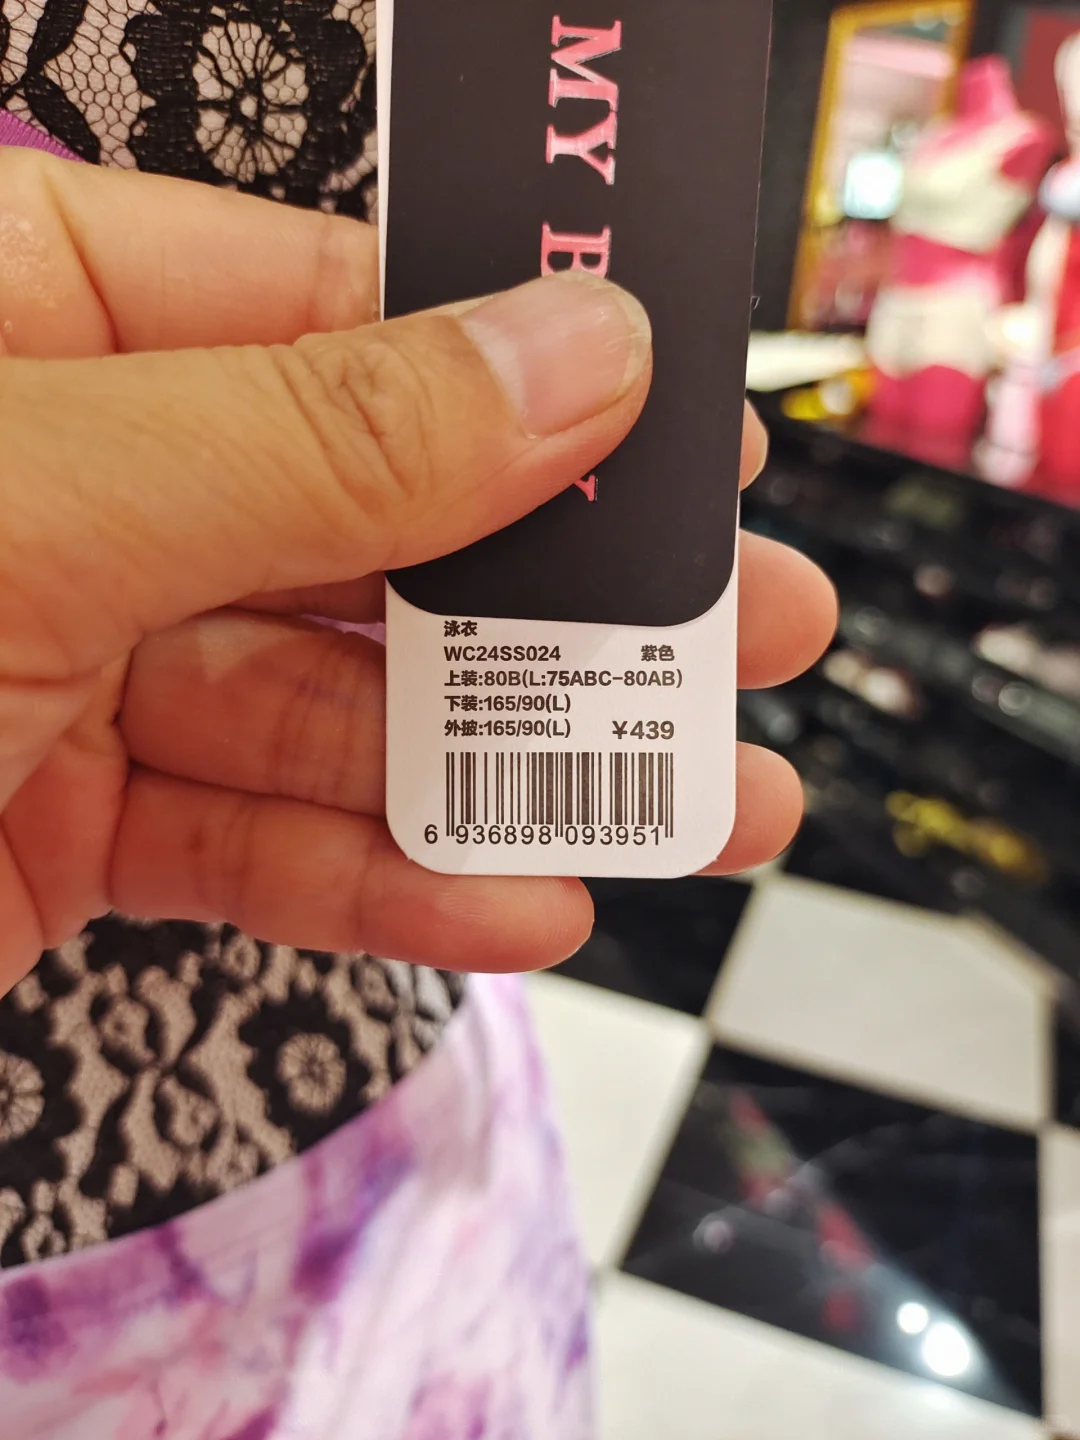 MY B
泳衣
WC24SS024 紫色
上装:80B(L:75ABC-80AB)
下装:165/90(L)
外披:165/90(L) ¥439
6 936898 093951